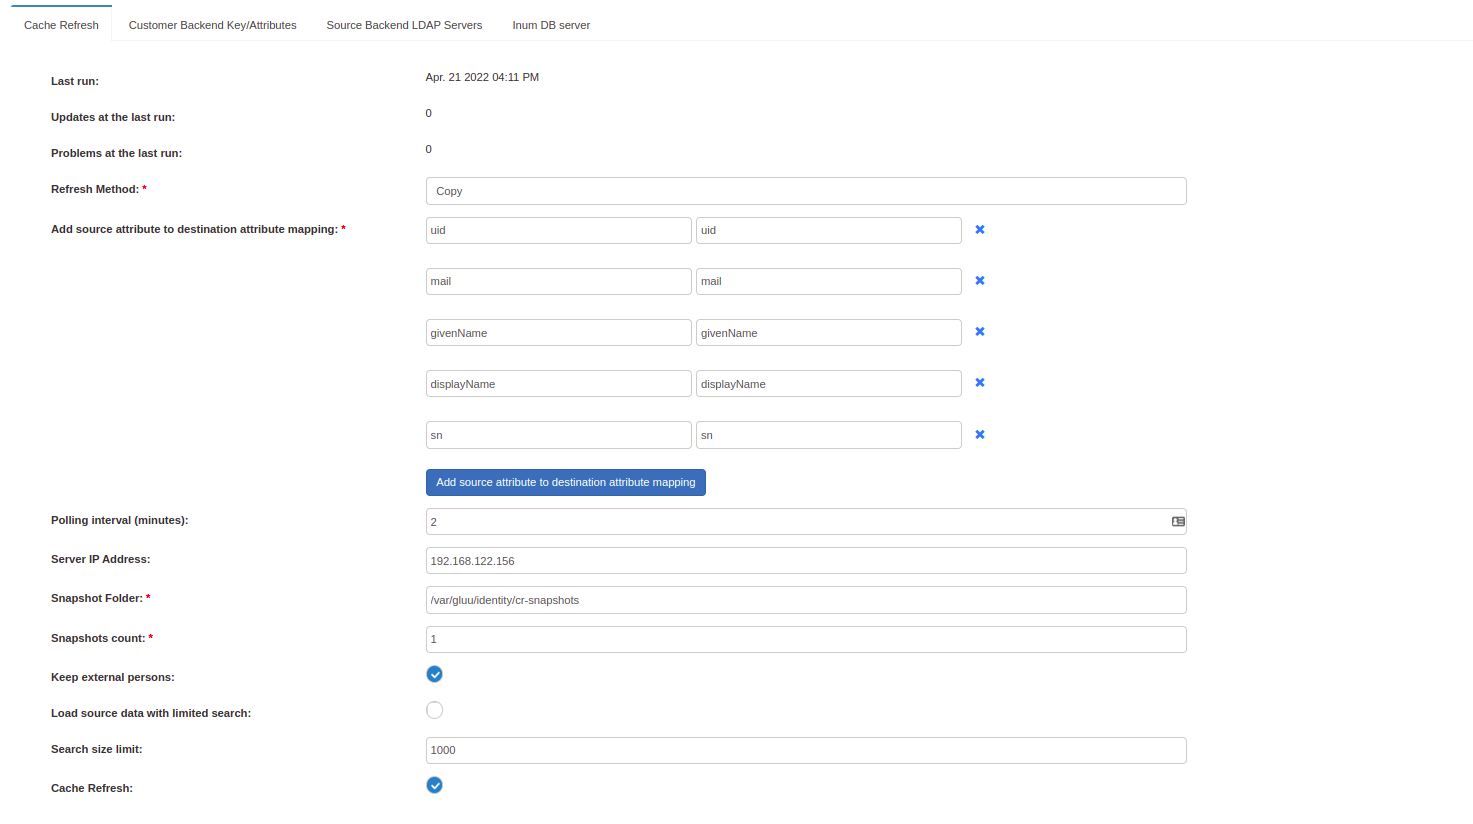 Cache Refresh Customer Backend Key/Attributes Source Backend LDAP Servers Inum DB server
Last run: Apr. 21 2022 04:11 PM
Updates at the last run: 0
Problems at the last run: 0
Refresh Method: * Copy
Add source attribute to destination attribute mapping: * uid uid
mail mail
givenName givenName
displayName displayName
sn sn
Add source attribute to destination attribute mapping
Polling interval (minutes): 2
Server IP Address: 192.168.122.156
Snapshot Folder: * /var/gluu/identity/cr-snapshots
Snapshots count: * 1
Keep external persons:
Load source data with limited search:
Search size limit: 1000
Cache Refresh: